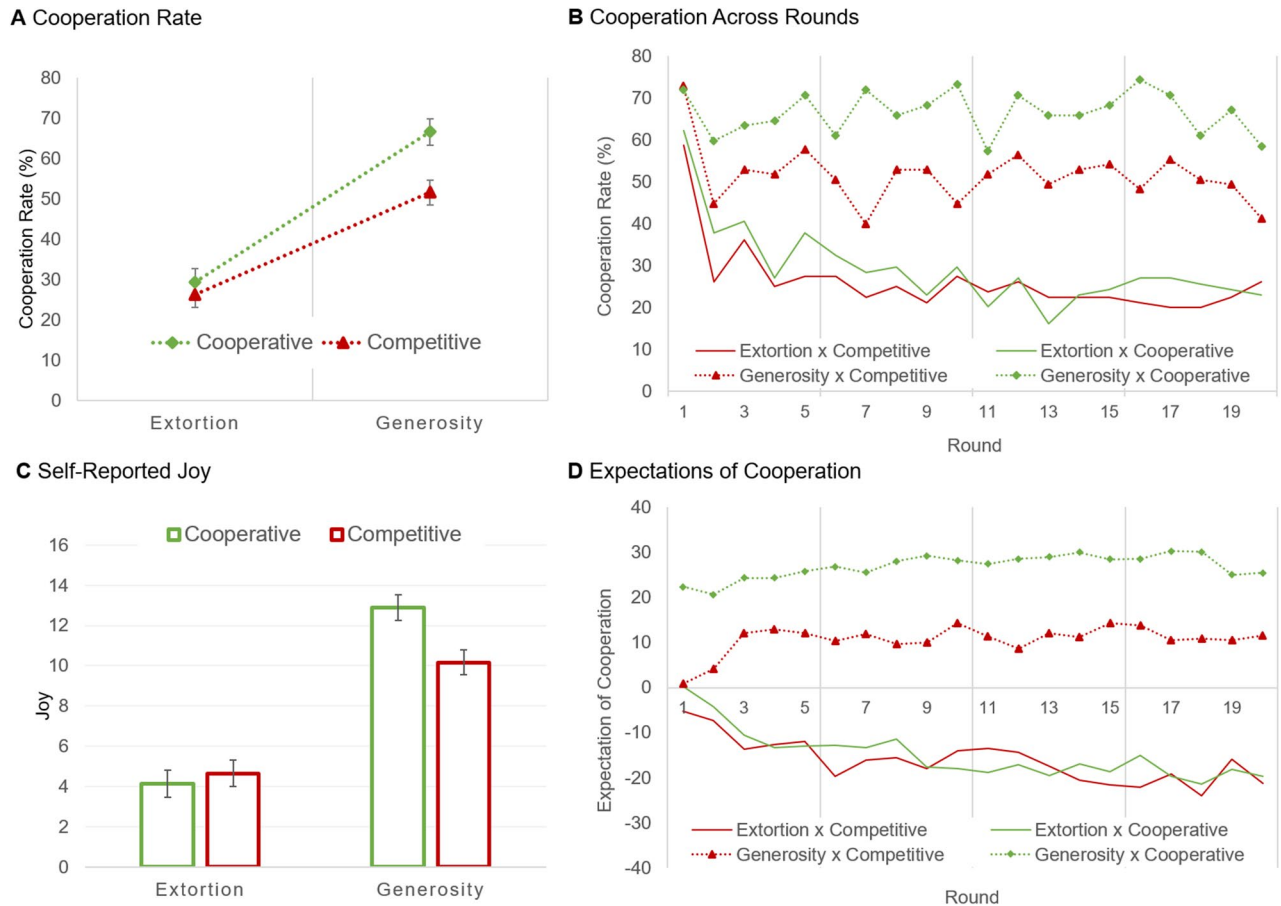 A Cooperation Rate
Cooperation Rate (%)
80
70
60
50
40
30
20
10
0
Cooperative
Competitive
Extortion
Generosity
B Cooperation Across Rounds
Cooperation Rate (%)
80
70
60
50
40
30
20
10
0
Extortion x Competitive
Extortion x Cooperative
Generosity x Competitive
Generosity x Cooperative
1 3 5 7 9 11 13 15 17 19
Round
C Self-Reported Joy
Cooperative
Competitive
Joy
16
14
12
10
8
6
4
2
0
Extortion
Generosity
D Expectations of Cooperation
Expectation of Cooperation
40
30
20
10
0
-10
-20
-30
-40
1 3 5 7 9 11 13 15 17 19
Extortion x Competitive
Extortion x Cooperative
Generosity x Competitive
Generosity x Cooperative
Round